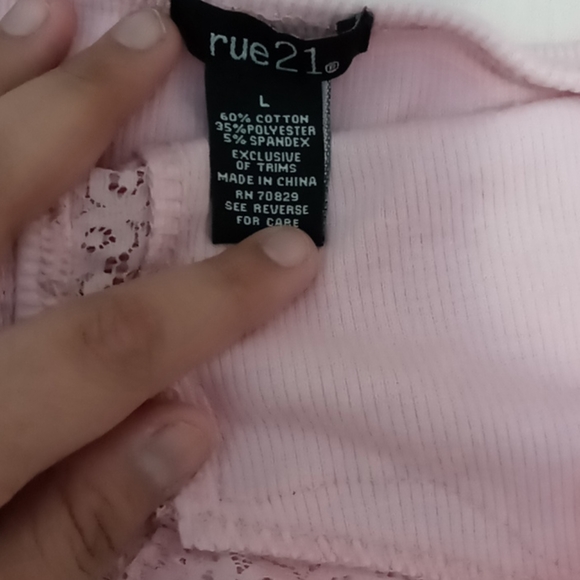 rue21®
L
60% COTTON
35%POLYESTER
5% SPANDEX
EXCLUSIVE
OF TRIMS
MADE IN CHINA
RN 70829
SEE REVERSE
FOR CARE